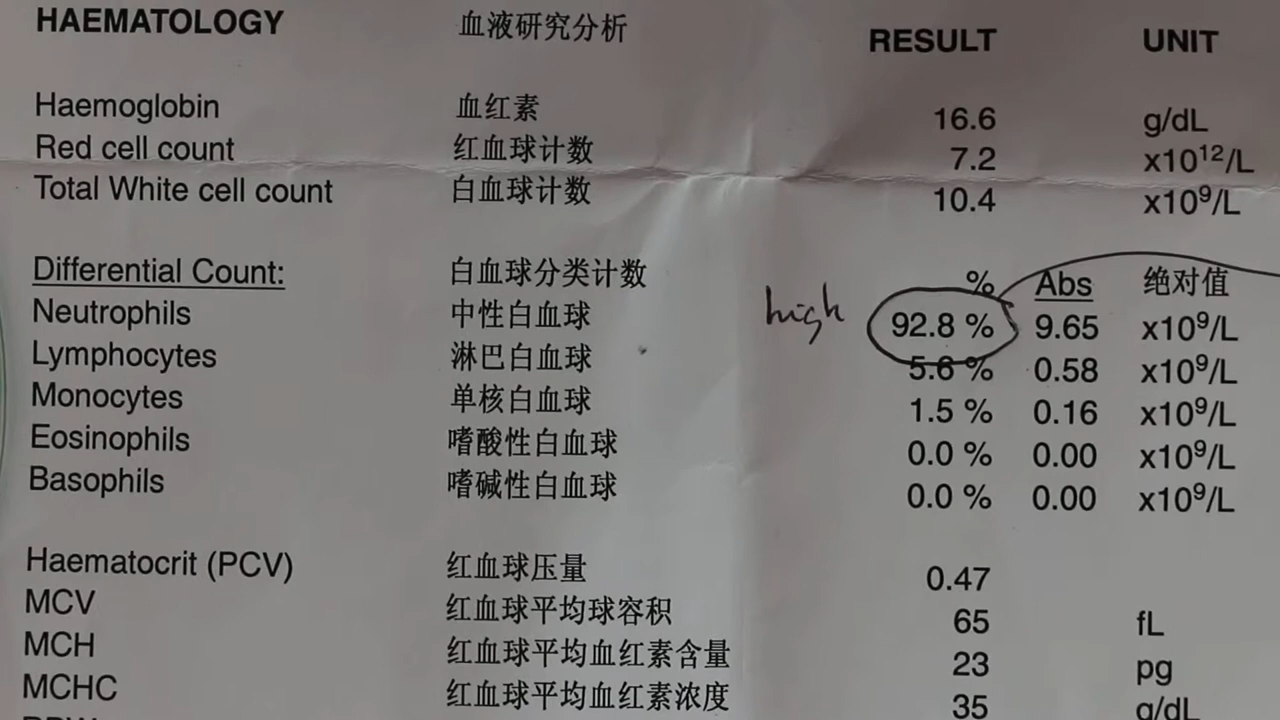 HAEMATOLOGY 血液研究分析 RESULT UNIT
Haemoglobin 血红素 16.6 g/dL
Red cell count 红血球计数 7.2 x10¹²/L
Total White cell count 白血球计数 10.4 x10⁹/L
Differential Count: 白血球分类计数 % Abs 绝对值
Neutrophils 中性白血球 high 92.8 % 9.65 x10⁹/L
Lymphocytes 淋巴白血球 5.6 % 0.58 x10⁹/L
Monocytes 单核白血球 1.5 % 0.16 x10⁹/L
Eosinophils 嗜酸性白血球 0.0 % 0.00 x10⁹/L
Basophils 嗜碱性白血球 0.0 % 0.00 x10⁹/L
Haematocrit (PCV) 红血球压量 0.47
MCV 红血球平均球容积 65 fL
MCH 红血球平均血红素含量 23 pg
MCHC 红血球平均血红素浓度 35 g/dL